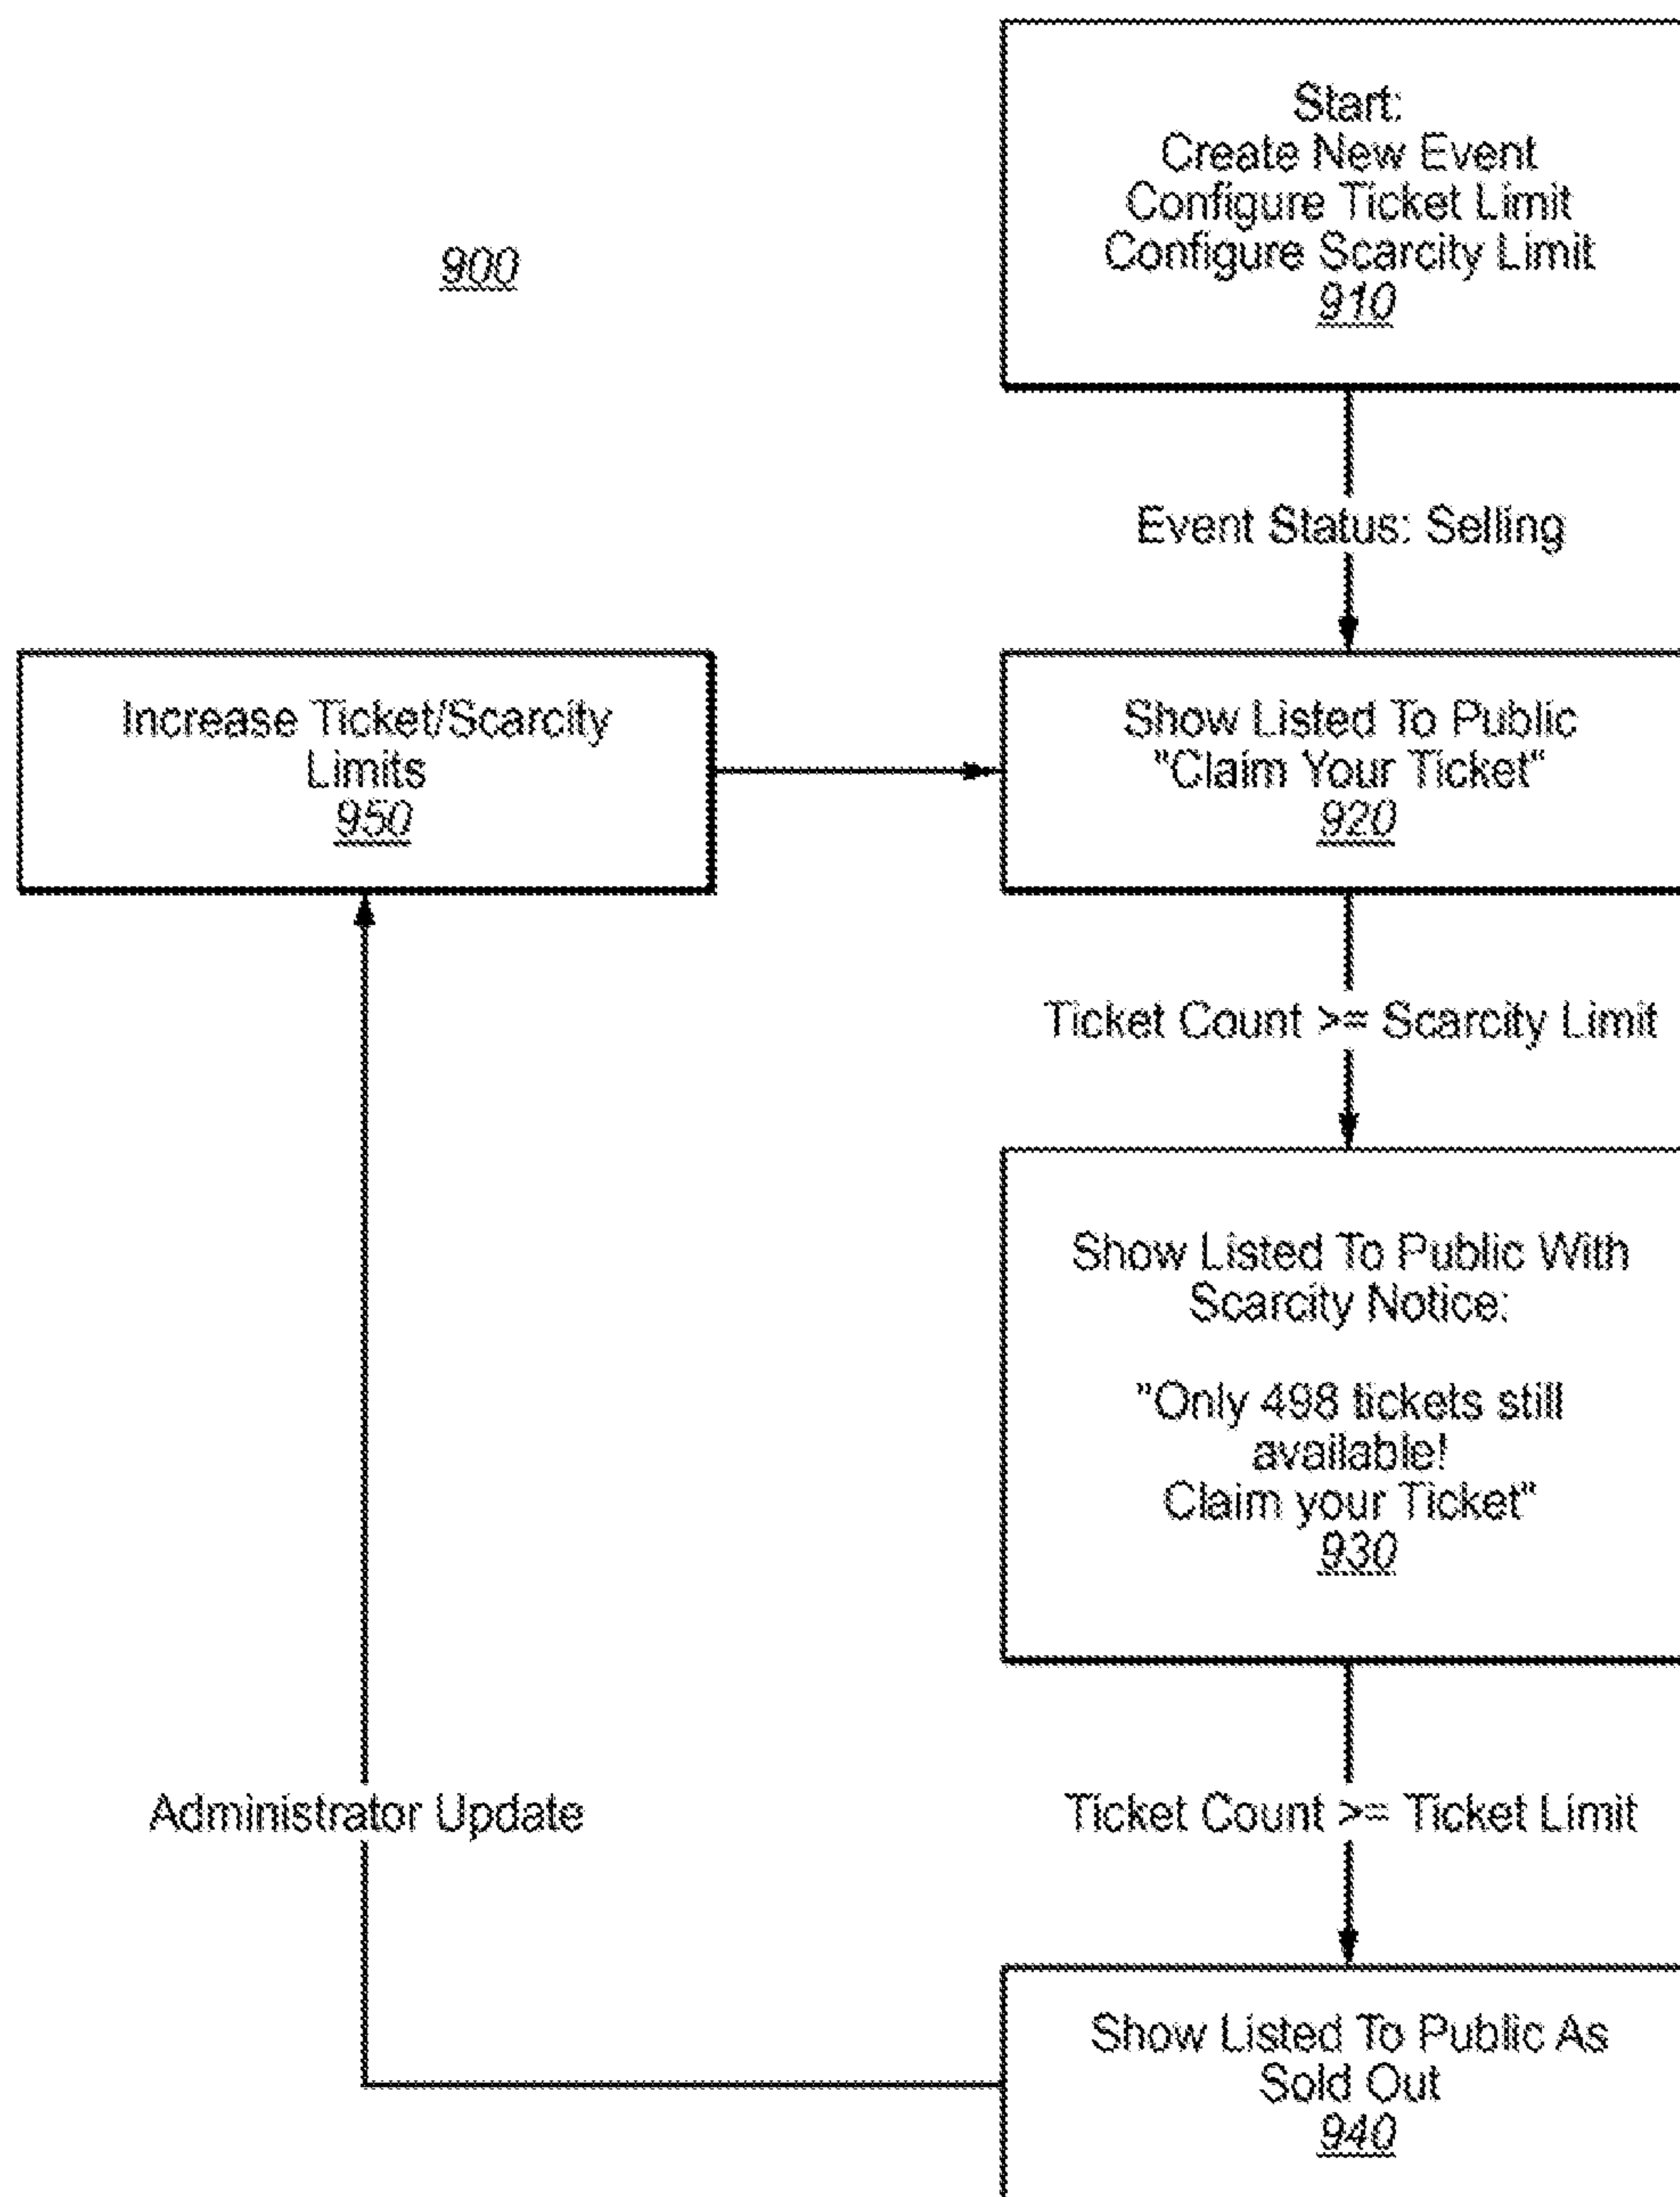 900
Start:
Create New Event
Configure Ticket Limit
Configure Scarcity Limit
910
Event Status: Selling
Increase Ticket/Scarcity
Limits
950
Show Listed To Public
"Claim Your Ticket"
920
Ticket Count >= Scarcity Limit
Show Listed To Public With
Scarcity Notice:
"Only 498 tickets still
available!
Claim your Ticket"
930
Administrator Update
Ticket Count >= Ticket Limit
Show Listed To Public As
Sold Out
940